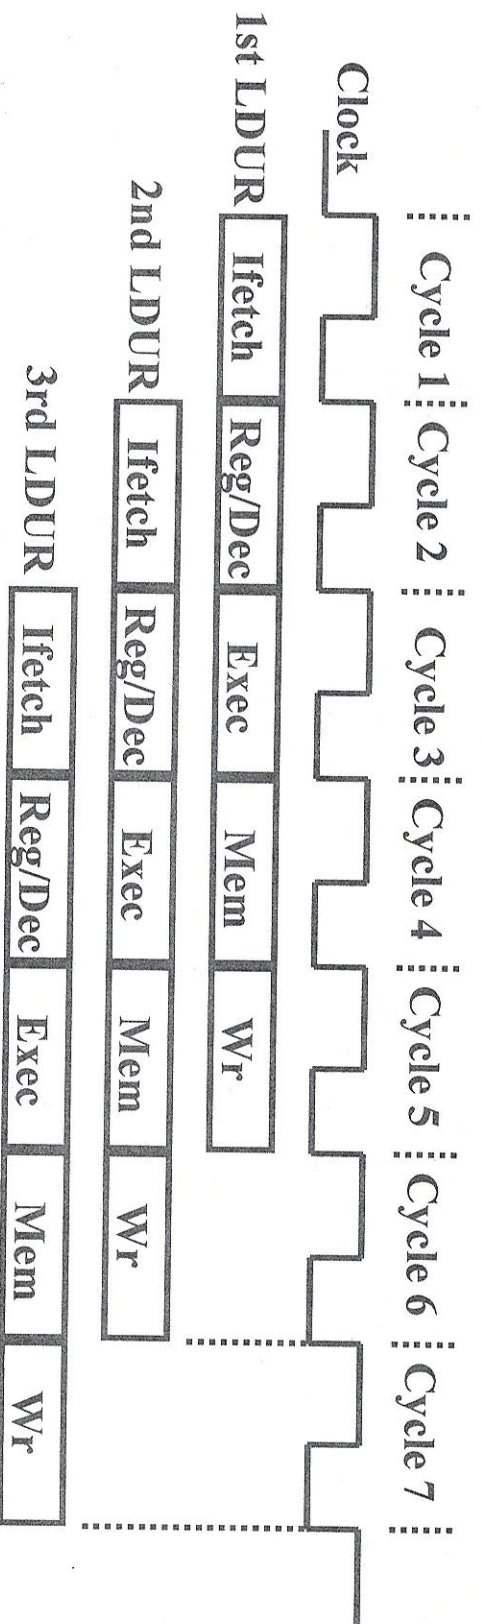 Cycle 1 Cycle 2 Cycle 3 Cycle 4 Cycle 5 Cycle 6 Cycle 7
Clock
1st LDUR Ifetch Reg/Dec Exec Mem Wr
2nd LDUR Ifetch Reg/Dec Exec Mem Wr
3rd LDUR Ifetch Reg/Dec Exec Mem Wr